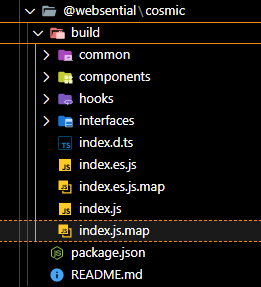 @websential\cosmic
build
common
components
hooks
interfaces
TS index.d.ts
JS index.es.js
JS index.es.js.map
JS index.js
JS index.js.map
JS package.json
README.md